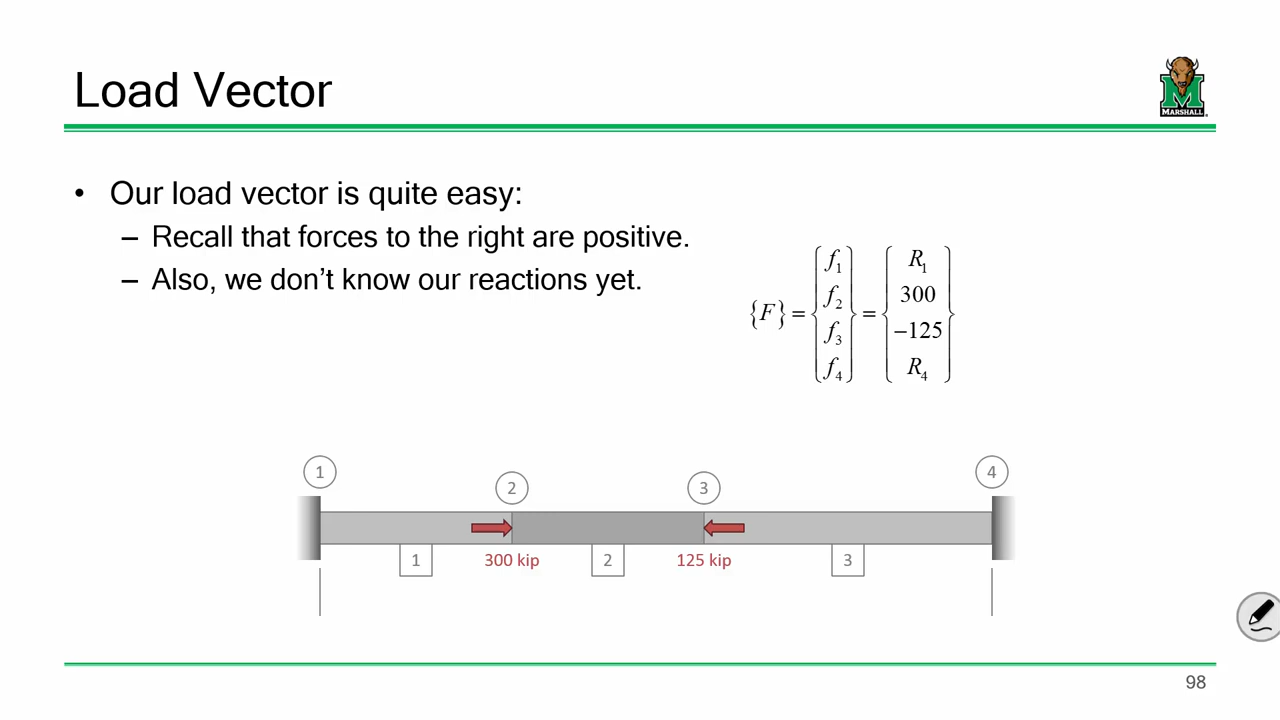 Load Vector
M
MARSHALL
• Our load vector is quite easy:
– Recall that forces to the right are positive.
– Also, we don't know our reactions yet.
{F} = {f₁ f₂ f₃ f₄} = {R₁ 300 −125 R₄}
1 2 3 4
1 300 kip 2 125 kip 3
98